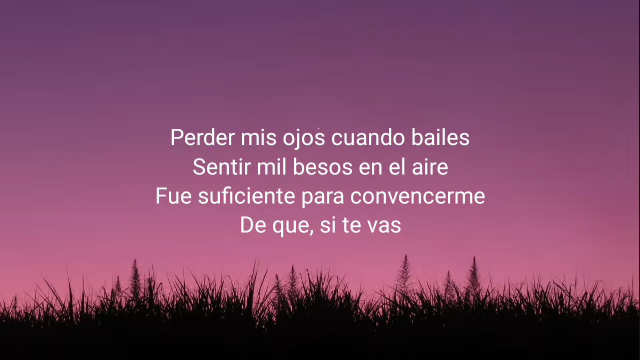 Perder mis ojos cuando bailes
Sentir mil besos en el aire
Fue suficiente para convencerme
De que, si te vas